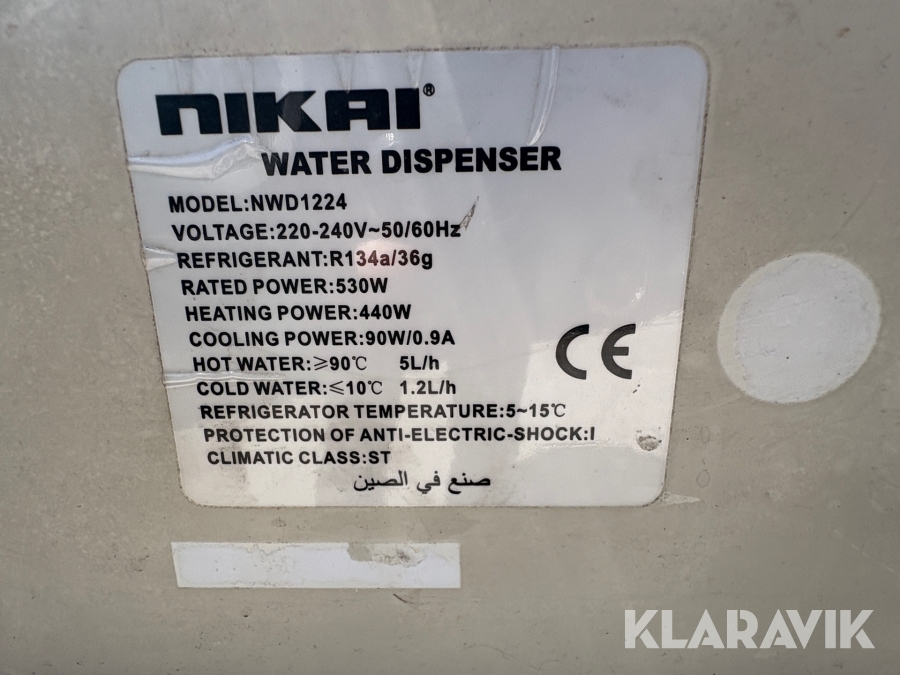 NIKAI®
WATER DISPENSER
MODEL:NWD1224
VOLTAGE:220-240V~50/60Hz
REFRIGERANT:R134a/36g
RATED POWER:530W
HEATING POWER:440W
COOLING POWER:90W/0.9A
HOT WATER:≥90℃ 5L/h
COLD WATER:≤10℃ 1.2L/h
REFRIGERATOR TEMPERATURE:5~15℃
PROTECTION OF ANTI-ELECTRIC-SHOCK:I
CLIMATIC CLASS:ST
صنع في الصين
CE
KLARAVIK